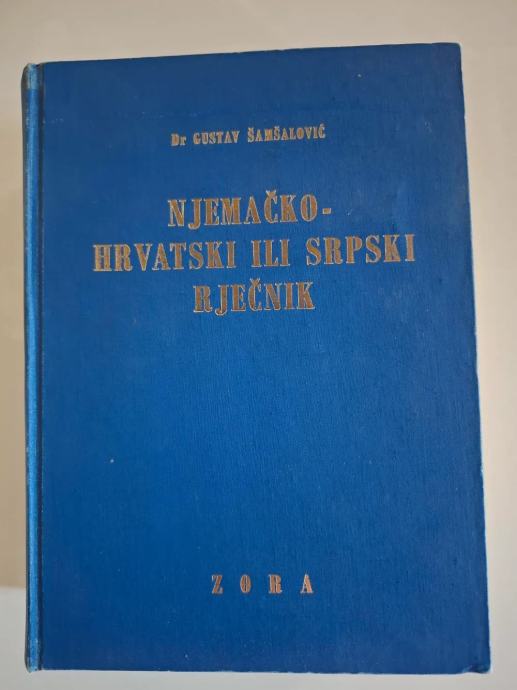 Dr GUSTAV ŠAMŠALOVIĆ
NJEMAČKO-
HRVATSKI ILI SRPSKI
RJEČNIK
ZORA